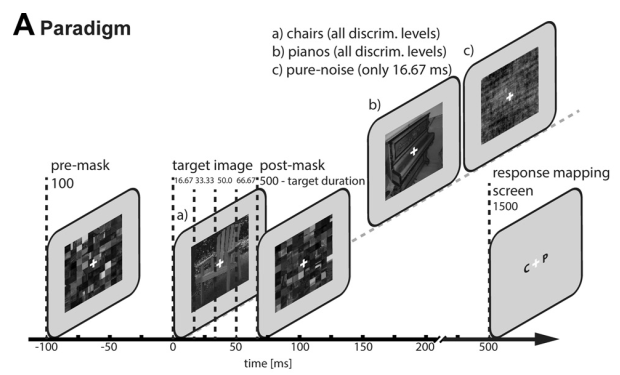 A Paradigm
a) chairs (all discrim. levels)
b) pianos (all discrim. levels)
c) pure-noise (only 16.67 ms)
c)
b)
pre-mask
100
target image
16.67 33.33 50.0 66.67
a)
post-mask
500 - target duration
response mapping
screen
1500
C P
-100 -50 0 50 100 150 200 500
time [ms]